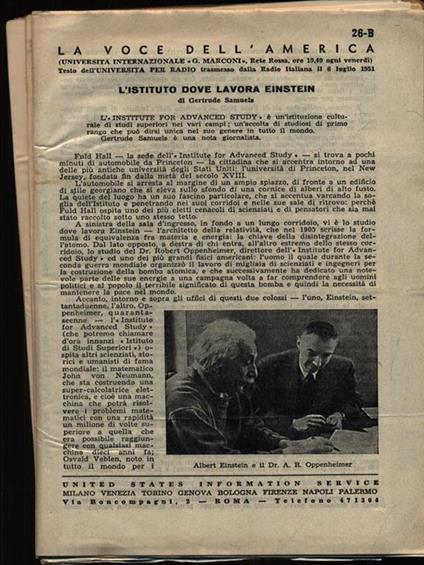 26-B
LA VOCE DELL'AMERICA
(UNIVERSITA INTERNAZIONALE «G. MARCONI», Rete Rossa, ore 19,49 ogni venerdì)
Testo dell'UNIVERSITA PER RADIO trasmesso dalla Radio Italiana il 6 luglio 1951
L'ISTITUTO DOVE LAVORA EINSTEIN
di Gertrude Samuels
L'« INSTITUTE FOR ADVANCED STUDY » è un'istituzione cultu-
rale di studi superiori nei vari campi; un'accolta di studiosi di primo
rango che può dirsi unica nel suo genere in tutto il mondo.
Gertrude Samuels è una nota giornalista.
Fuld Hall — la sede dell'« Institute for Advanced Study » — si trova a pochi
minuti di automobile da Princeton — la cittadina che si accentra intorno ad una
delle più antiche università degli Stati Uniti: l'università di Princeton, nel New
Jersey, fondata fin dalla metà del secolo XVIII.
L'automobile si arresta al margine di un ampio spiazzo, di fronte a un edificio
di stile georgiano che si eleva sullo sfondo di una cornice di alberi di alto fusto.
La quiete del luogo ha un suo fascino particolare, che si accentua varcando la so-
glia dell'Istituto e penetrando nei suoi corridoi e nelle sue sale di ritrovo: perchè
Fuld Hall ospita uno dei più eletti cenacoli di scienziati e di pensatori che sia mai
stato raccolto sotto uno stesso tetto.
A sinistra della sala d'ingresso, in fondo a un lungo corridoio, vi è lo studio
dove lavora Einstein — l'architetto della relatività, che nel 1905 scrisse la for-
mula di equivalenza fra materia e energia: la chiave della disintegrazione del-
l'atomo. Dal lato opposto, a destra di chi entra, all'altro estremo dello stesso cor-
ridoio, lo studio del Dr. Robert Oppenheimer, direttore dell'« Institute for Advan-
ced Study » ed uno dei più grandi fisici americani: l'uomo il quale durante la se-
conda guerra mondiale organizzò il lavoro di migliaia di scienziati e ingegneri per
la costruzione della bomba atomica, e che successivamente ha dedicato una note-
vole parte delle sue energie a una campagna volta a far comprendere agli uomini
politici e al popolo il terribile significato di questa bomba e quindi la necessità di
mantenere la pace nel mondo.
Accanto, intorno e sopra gli uffici di questi due colossi — l'uno, Einstein, set-
tantaduenne, l'altro, Op-
penheimer, quaranta-
seenne — l'« Institute
for Advanced Study »
(che potremo chiamare
d'ora innanzi « Istituto
di Studi Superiori ») o-
spita altri scienziati, sto-
rici e umanisti di fama
mondiale: il matematico
John von Neumann,
che sta costruendo una
super-calcolatrice elet-
tronica, e cioè una mac-
china che potrà risol-
vere i problemi mate-
matici con una rapidità
un milione di volte su-
periore a quella che
era possibile raggiun-
gere con qualsiasi mac-
china dieci anni fa;
Oswald Veblen, noto in
tutto il mondo per i
Albert Einstein e il Dr. A. H. Oppenheimer
UNITED STATES INFORMATION SERVICE
MILANO VENEZIA TORINO GENOVA BOLOGNA FIRENZE NAPOLI PALERMO
Via Boncompagni, 2 — ROMA — Telefono 471204